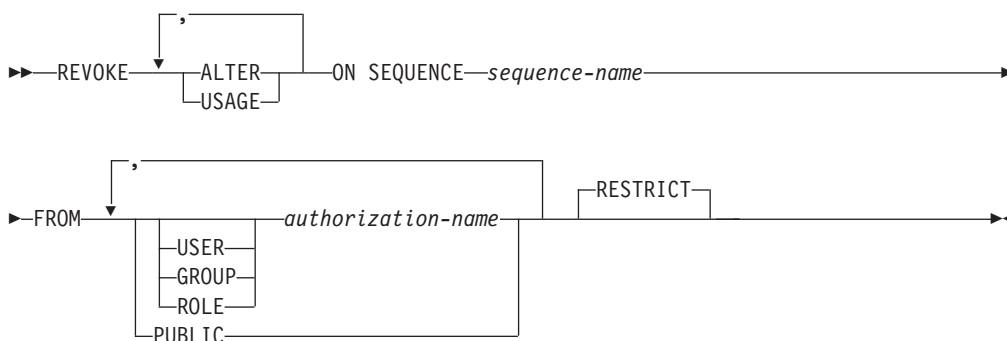 ,
REVOKE ALTER ON SEQUENCE sequence-name
USAGE
,
RESTRICT
FROM authorization-name
USER
GROUP
ROLE
PUBLIC